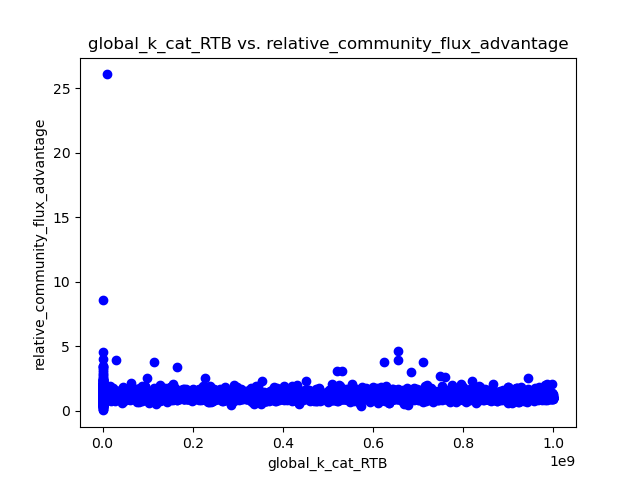 global_k_cat_RTB vs. relative_community_flux_advantage
relative_community_flux_advantage
25
20
15
10
5
0
0.0 0.2 0.4 0.6 0.8 1.0
1e9
global_k_cat_RTB